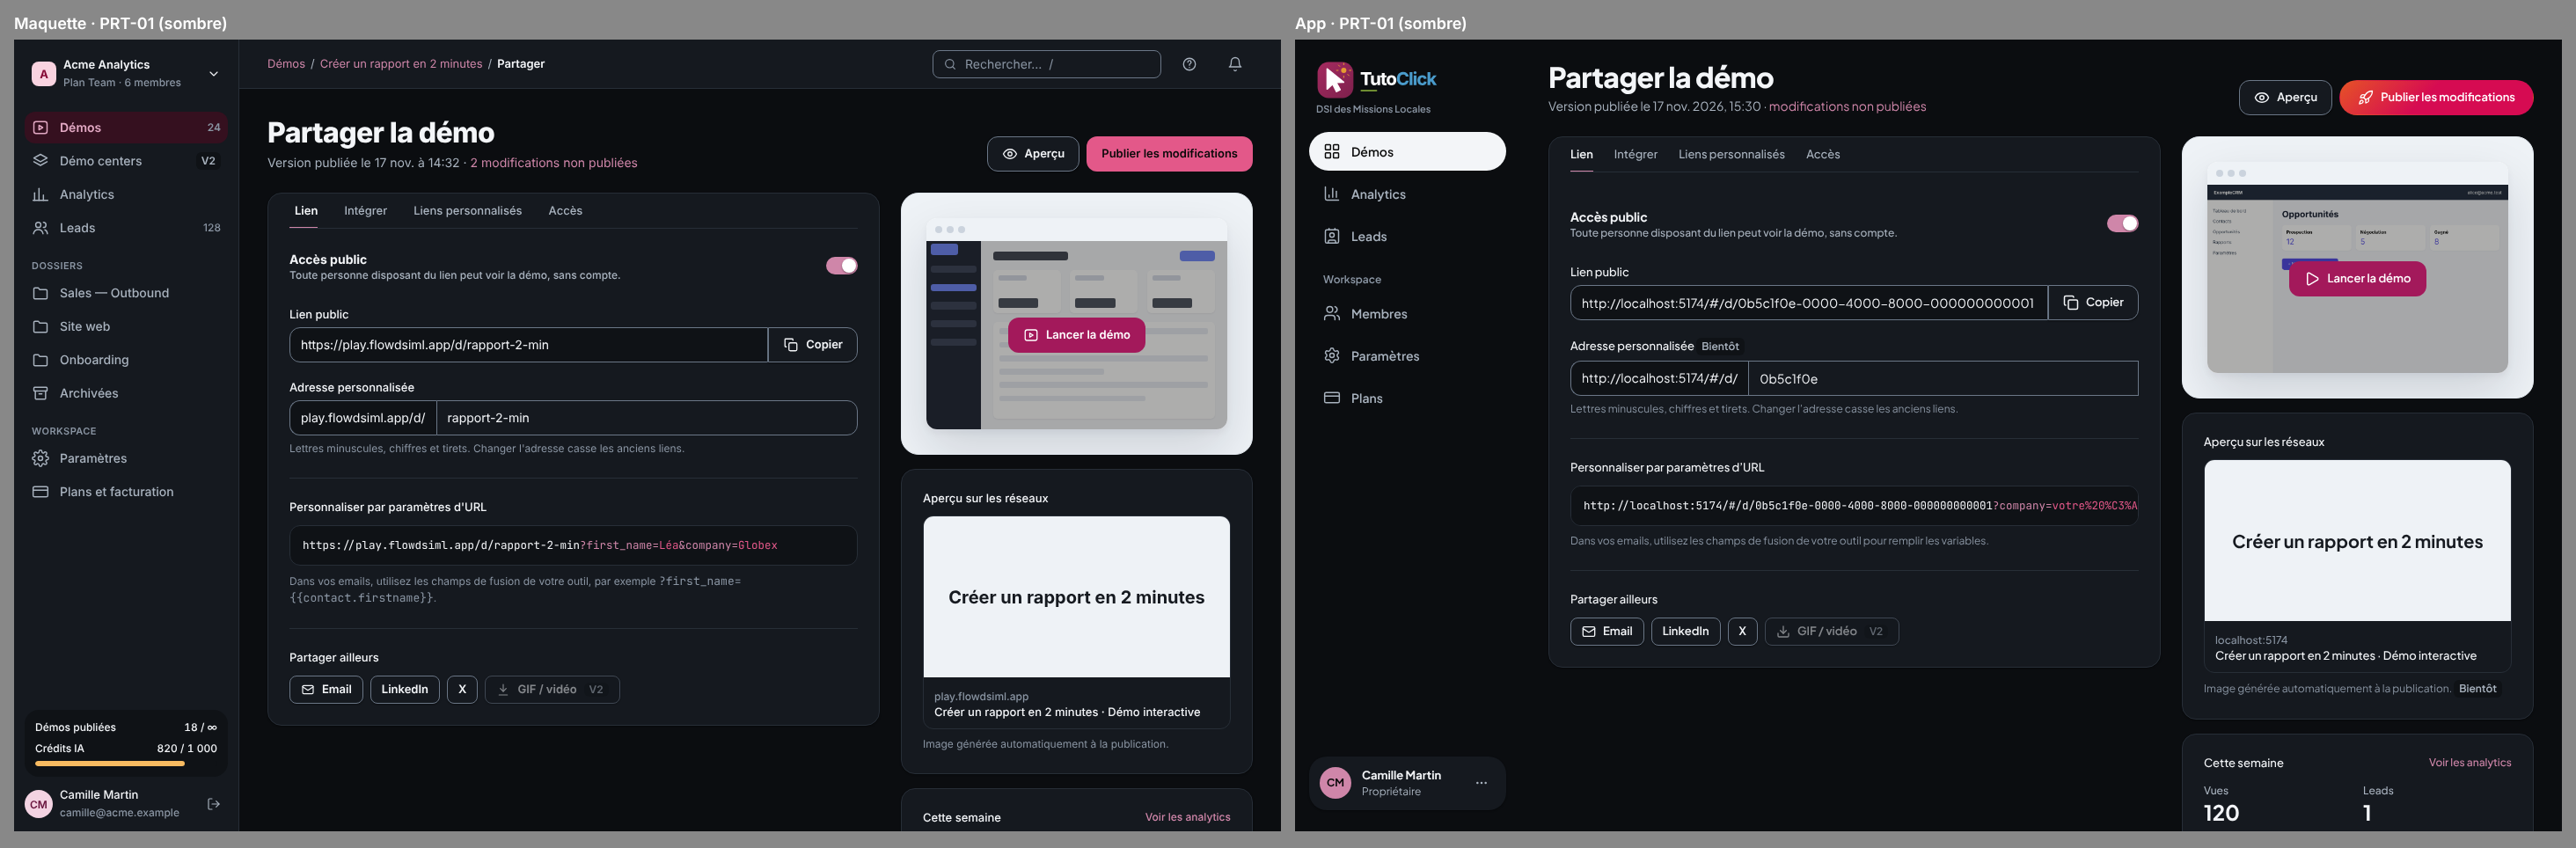 Maquette · PRT-01 (sombre)
A
Acme Analytics
Plan Team · 6 membres
Démos
24
Démo centers
V2
Analytics
Leads
128
DOSSIERS
Sales — Outbound
Site web
Onboarding
Archivées
WORKSPACE
Paramètres
Plans et facturation
Démos publiées
18 / ∞
Crédits IA
820 / 1 000
CM
Camille Martin
camille@acme.example
Démos / Créer un rapport en 2 minutes / Partager
Rechercher... /
Partager la démo
Version publiée le 17 nov. à 14:32 · 2 modifications non publiées
Aperçu
Publier les modifications
Lien
Intégrer
Liens personnalisés
Accès
Accès public
Toute personne disposant du lien peut voir la démo, sans compte.
Lien public
https://play.flowdsiml.app/d/rapport-2-min
Copier
Adresse personnalisée
play.flowdsiml.app/d/
rapport-2-min
Lettres minuscules, chiffres et tirets. Changer l'adresse casse les anciens liens.
Personnaliser par paramètres d'URL
https://play.flowdsiml.app/d/rapport-2-min?first_name=Léa&company=Globex
Dans vos emails, utilisez les champs de fusion de votre outil, par exemple ?first_name=
{{contact.firstname}}.
Partager ailleurs
Email
LinkedIn
X
GIF / vidéo
V2
Lancer la démo
Aperçu sur les réseaux
Créer un rapport en 2 minutes
play.flowdsiml.app
Créer un rapport en 2 minutes · Démo interactive
Image générée automatiquement à la publication.
Cette semaine
Voir les analytics
App · PRT-01 (sombre)
TutoClick
DSI des Missions Locales
Démos
Analytics
Leads
Workspace
Membres
Paramètres
Plans
CM
Camille Martin
Propriétaire
Partager la démo
Version publiée le 17 nov. 2026, 15:30 · modifications non publiées
Aperçu
Publier les modifications
Lien
Intégrer
Liens personnalisés
Accès
Accès public
Toute personne disposant du lien peut voir la démo, sans compte.
Lien public
http://localhost:5174/#/d/0b5c1f0e-0000-4000-8000-000000000001
Copier
Adresse personnalisée
Bientôt
http://localhost:5174/#/d/
0b5c1f0e
Lettres minuscules, chiffres et tirets. Changer l'adresse casse les anciens liens.
Personnaliser par paramètres d'URL
http://localhost:5174/#/d/0b5c1f0e-0000-4000-8000-000000000001?company=votre%20%C3%A
Dans vos emails, utilisez les champs de fusion de votre outil pour remplir les variables.
Partager ailleurs
Email
LinkedIn
X
GIF / vidéo
V2
Opportunités
12
5
8
Lancer la démo
Aperçu sur les réseaux
Créer un rapport en 2 minutes
localhost:5174
Créer un rapport en 2 minutes · Démo interactive
Image générée automatiquement à la publication.
Bientôt
Cette semaine
Voir les analytics
Vues
Leads
120
1